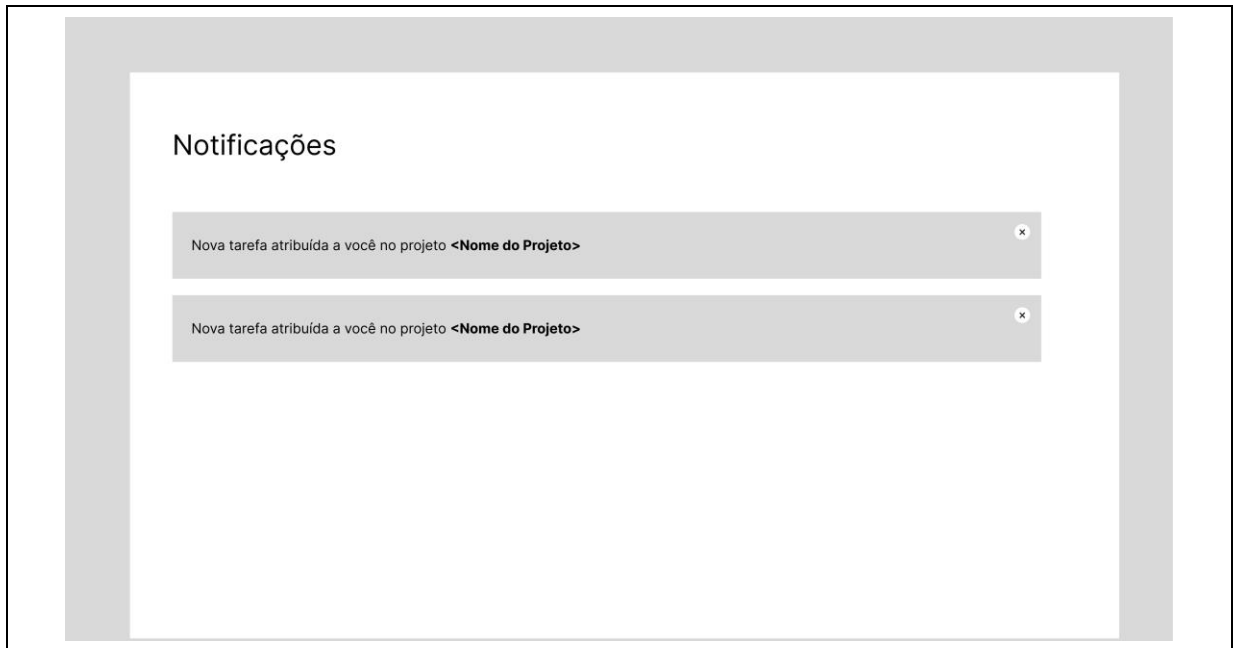 Notificações
Nova tarefa atribuída a você no projeto <Nome do Projeto>
×
Nova tarefa atribuída a você no projeto <Nome do Projeto>
×